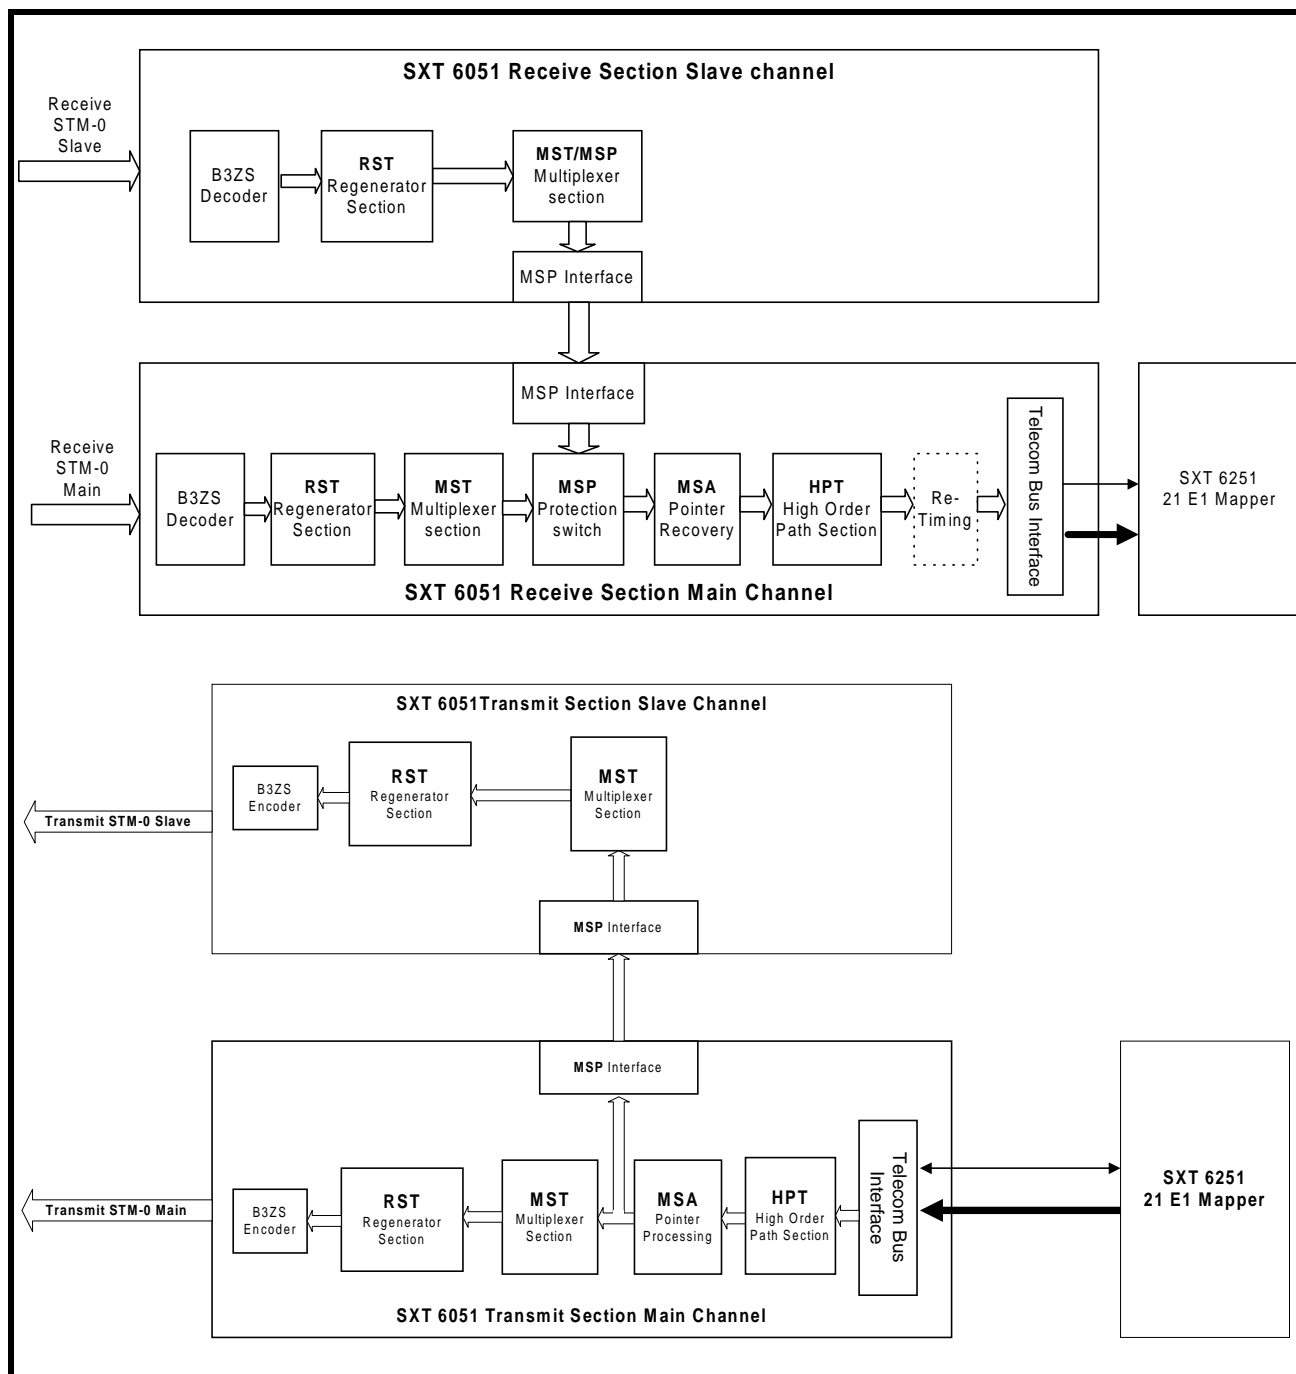 SXT 6051 Receive Section Slave channel
Receive
STM-0
Slave
B3ZS
Decoder
RST
Regenerator
Section
MST/MSP
Multiplexer
section
MSP Interface
MSP Interface
Receive
STM-0
Main
B3ZS
Decoder
RST
Regenerator
Section
MST
Multiplexer
section
MSP
Protection
switch
MSA
Pointer
Recovery
HPT
High Order
Path Section
Re-
Timing
Telecom Bus Interface
SXT 6251
21 E1 Mapper
SXT 6051 Receive Section Main Channel
SXT 6051Transmit Section Slave Channel
B3ZS
Encoder
RST
Regenerator
Section
MST
Multiplexer
Section
Transmit STM-0 Slave
MSP Interface
MSP Interface
Transmit STM-0 Main
B3ZS
Encoder
RST
Regenerator
Section
MST
Multiplexer
Section
MSA
Pointer
Processing
HPT
High Order
Path Section
Telecom Bus
Interface
SXT 6251
21 E1 Mapper
SXT 6051 Transmit Section Main Channel